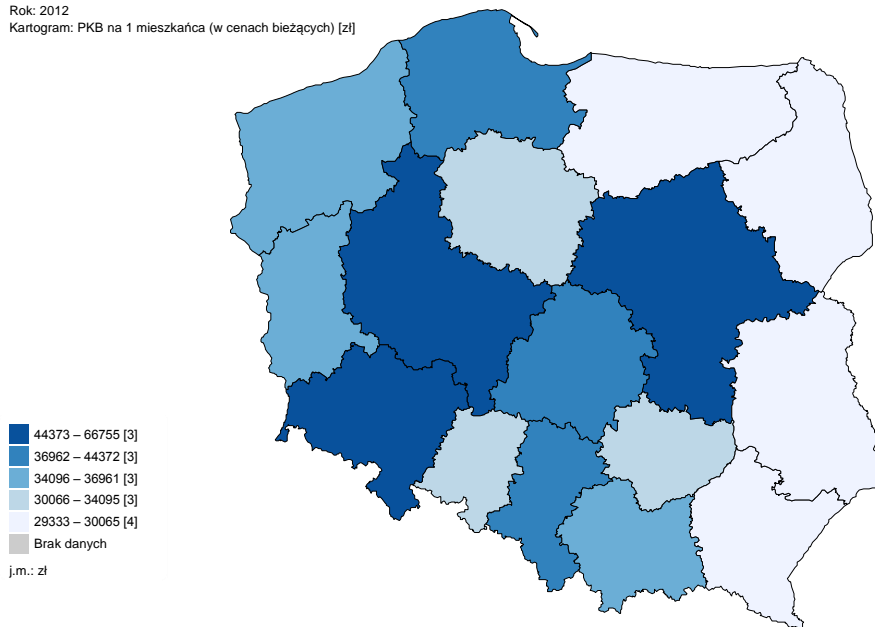 Rok: 2012
Kartogram: PKB na 1 mieszkańca (w cenach bieżących) [zł]
44373 – 66755 [3]
36962 – 44372 [3]
34096 – 36961 [3]
30066 – 34095 [3]
29333 – 30065 [4]
Brak danych
j.m.: zł